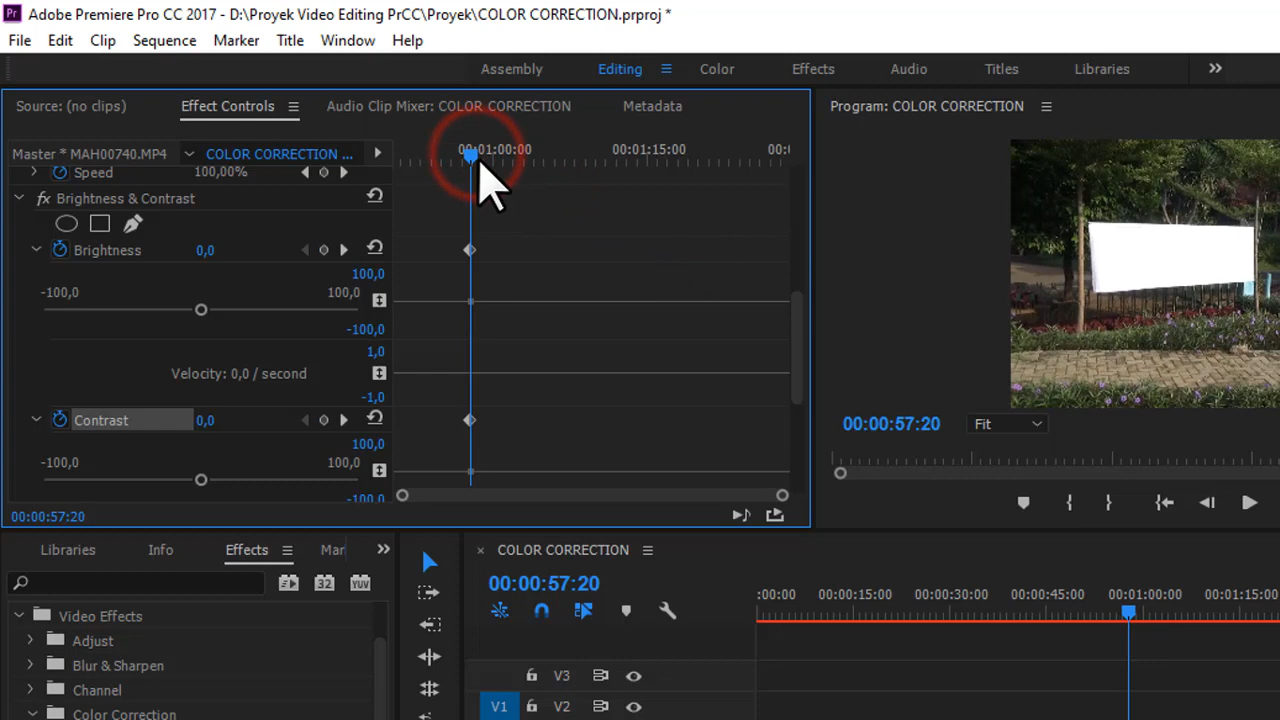 Pr Adobe Premiere Pro CC 2017 - D:\Proyek Video Editing PrCC\Proyek\COLOR CORRECTION.prproj *
File Edit Clip Sequence Marker Title Window Help
Assembly Editing Color Effects Audio Titles Libraries
Source: (no clips) Effect Controls Audio Clip Mixer: COLOR CORRECTION Metadata
Program: COLOR CORRECTION
Master * MAH00740.MP4 COLOR CORRECTION ...
00:01:00:00 00:01:15:00
Speed 100,00%
fx Brightness & Contrast
Brightness 0,0
100,0
-100,0 100,0
-100,0
1,0
Velocity: 0,0 / second
-1,0
Contrast 0,0
100,0
-100,0 100,0
-100,0
00:00:57:20
00:00:57:20 Fit
Libraries Info Effects Mar
32 YUV
Video Effects
Adjust
Blur & Sharpen
Channel
Color Correction
× COLOR CORRECTION
00:00:57:20
:00:00 00:00:15:00 00:00:30:00 00:00:45:00 00:01:00:00 00:01:15:00
V3
V1 V2